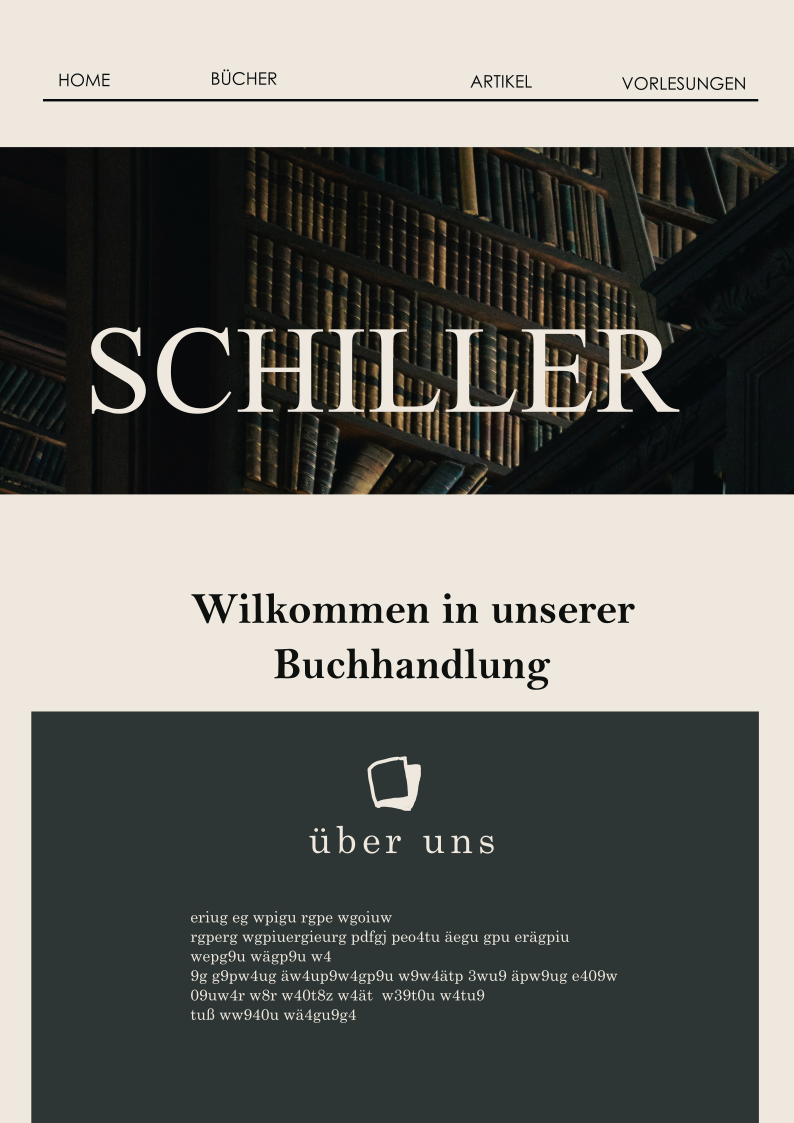 HOME BÜCHER ARTIKEL VORLESUNGEN
SCHILLER
Wilkommen in unserer
Buchhandlung
über uns
eriug eg wpigu rgpe wgoiuw
rgperg wgpiuergieurg pdfgj peo4tu äegu gpu erägpiu
wepg9u wägp9u w4
9g g9pw4ug äw4up9w4gp9u w9w4ätp 3wu9 äpw9ug e409w
09uw4r w8r w40t8z w4ät  w39t0u w4tu9
tuß ww940u wä4gu9g4